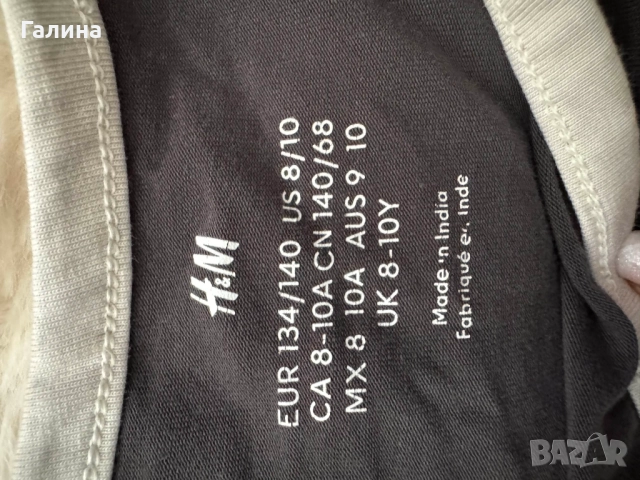 Галина
H&M
EUR 134/140 US 8/10
CA 8-10A CN 140/68
MX 8 10A AUS 9 10
UK 8-10Y
Made in India
Fabriqué en Inde
BAZAR